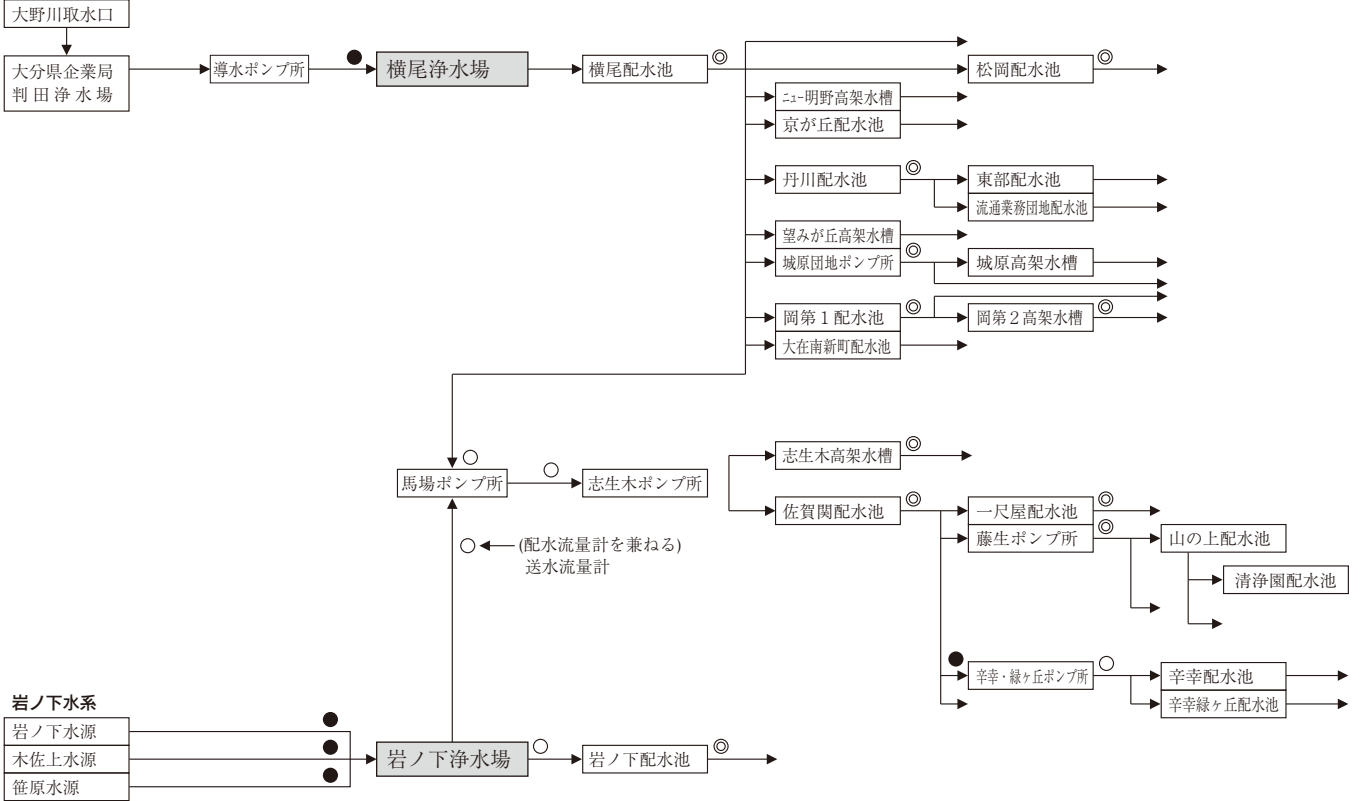 大野川取水口
大分県企業局
判田浄水場
導水ポンプ所
横尾浄水場
横尾配水池
松岡配水池
ニュー明野高架水槽
京が丘配水池
丹川配水池
東部配水池
流通業務団地配水池
望みが丘高架水槽
城原団地ポンプ所
城原高架水槽
岡第1配水池
岡第2高架水槽
大在南新町配水池
志生木高架水槽
馬場ポンプ所
志生木ポンプ所
佐賀関配水池
一尺屋配水池
藤生ポンプ所
山の上配水池
(配水流量計を兼ねる)
送水流量計
清浄園配水池
辛幸・緑ヶ丘ポンプ所
辛幸配水池
辛幸緑ヶ丘配水池
岩ノ下水系
岩ノ下水源
木佐上水源
笹原水源
岩ノ下浄水場
岩ノ下配水池